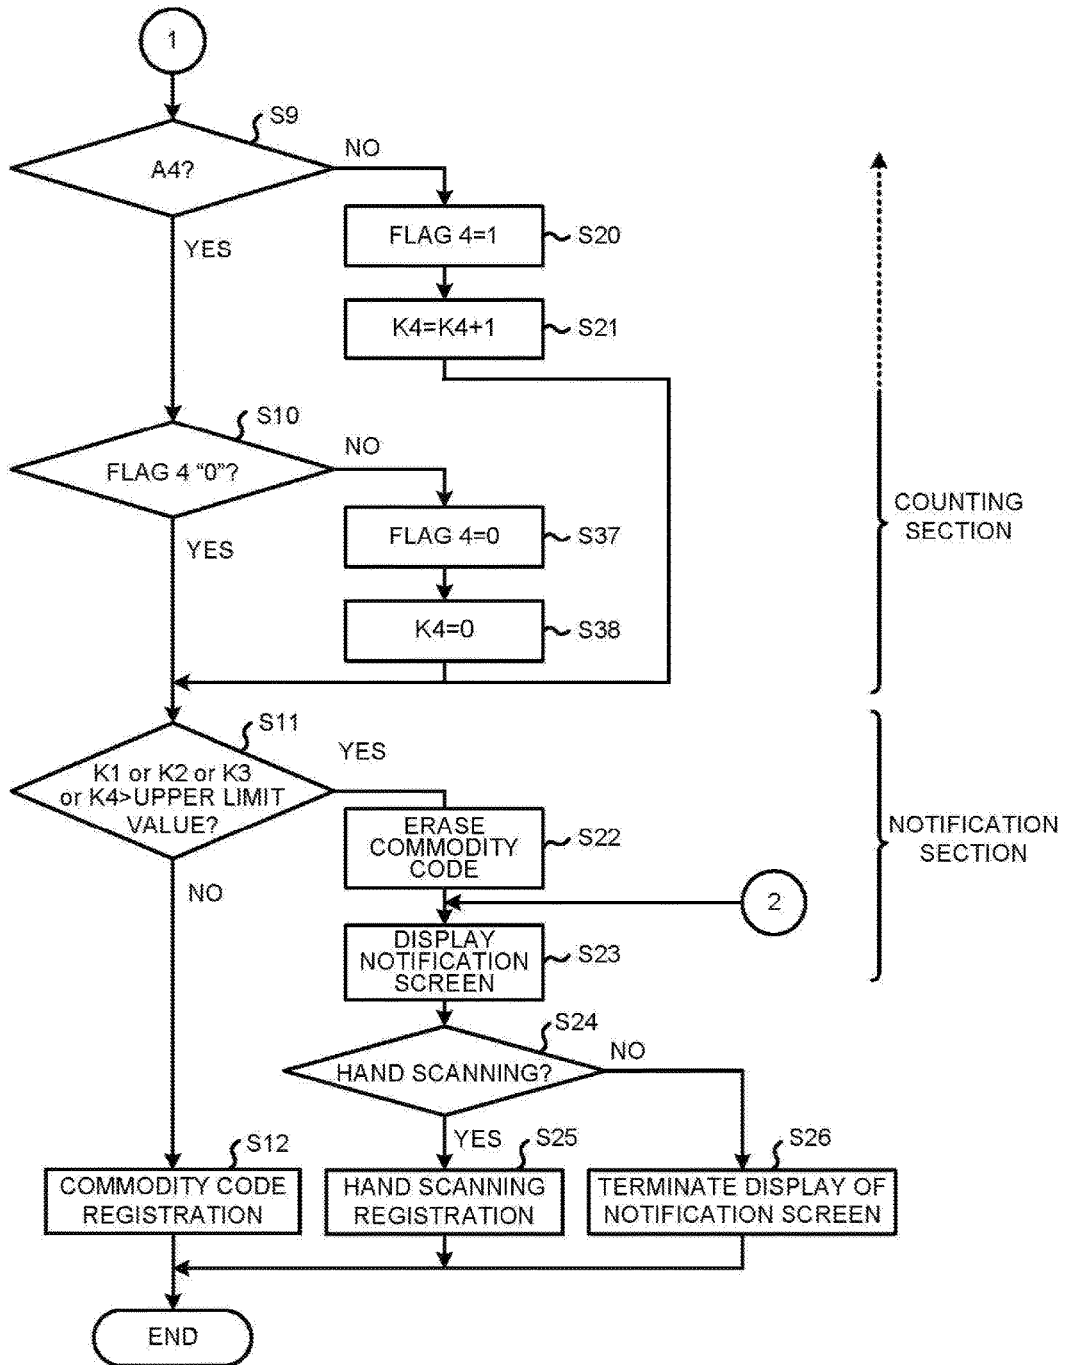 1
S9
A4?
NO
YES
FLAG 4=1
S20
K4=K4+1
S21
S10
FLAG 4 “0”?
NO
YES
FLAG 4=0
S37
K4=0
S38
COUNTING
SECTION
S11
K1 or K2 or K3
or K4>UPPER LIMIT
VALUE?
YES
NO
ERASE
COMMODITY
CODE
S22
2
DISPLAY
NOTIFICATION
SCREEN
S23
NOTIFICATION
SECTION
S24
HAND SCANNING?
NO
YES
S12
COMMODITY CODE
REGISTRATION
S25
HAND SCANNING
REGISTRATION
S26
TERMINATE DISPLAY OF
NOTIFICATION SCREEN
END